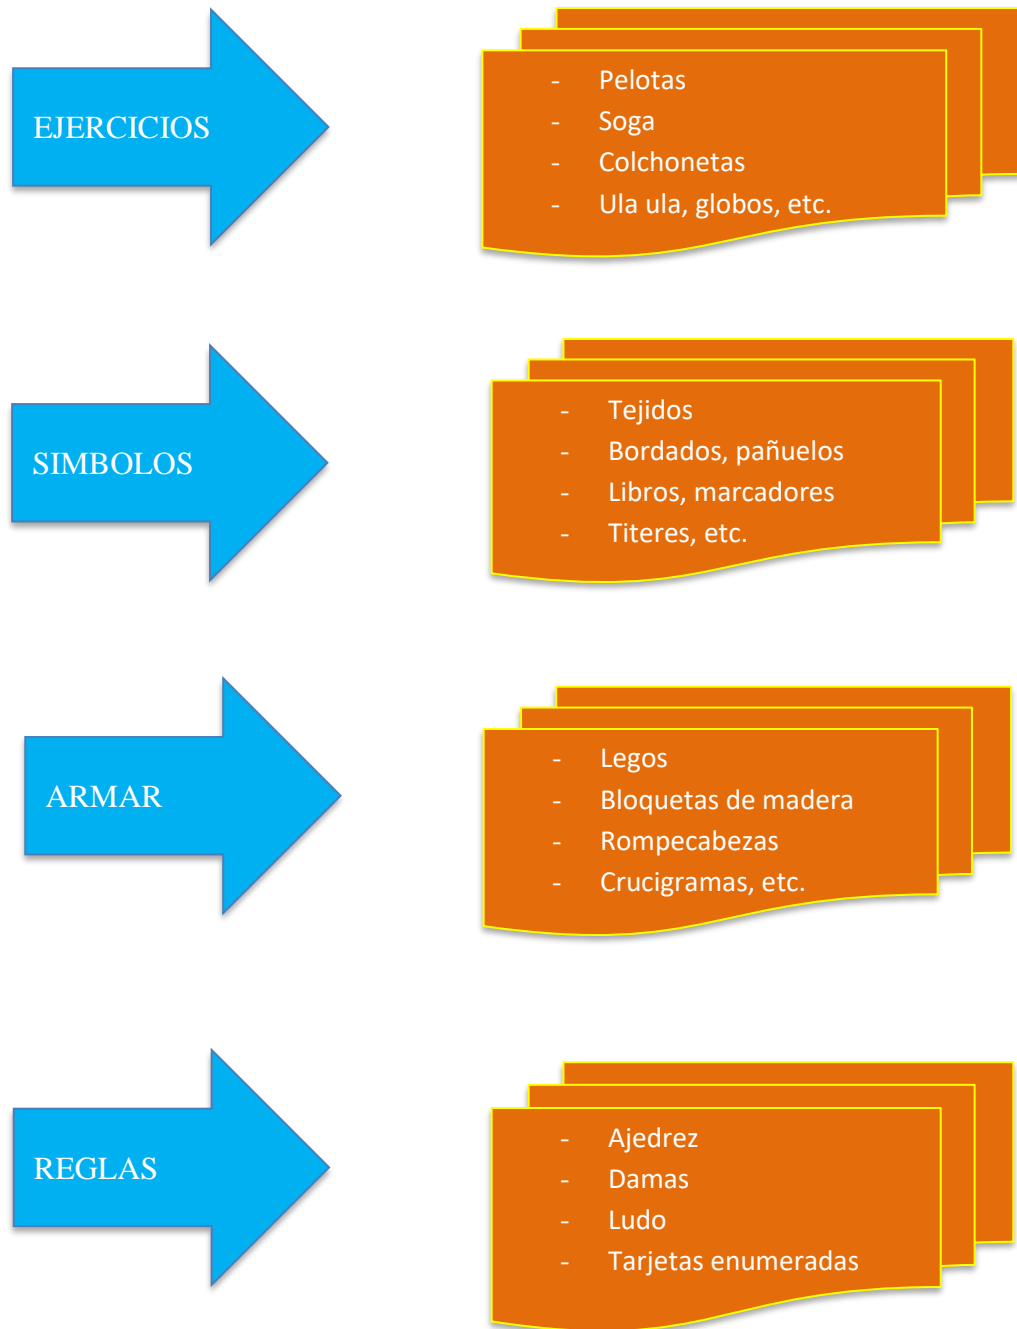 EJERCICIOS
- Pelotas
- Soga
- Colchonetas
- Ula ula, globos, etc.
SIMBOLOS
- Tejidos
- Bordados, pañuelos
- Libros, marcadores
- Titeres, etc.
ARMAR
- Legos
- Bloquetas de madera
- Rompecabezas
- Crucigramas, etc.
REGLAS
- Ajedrez
- Damas
- Ludo
- Tarjetas enumeradas